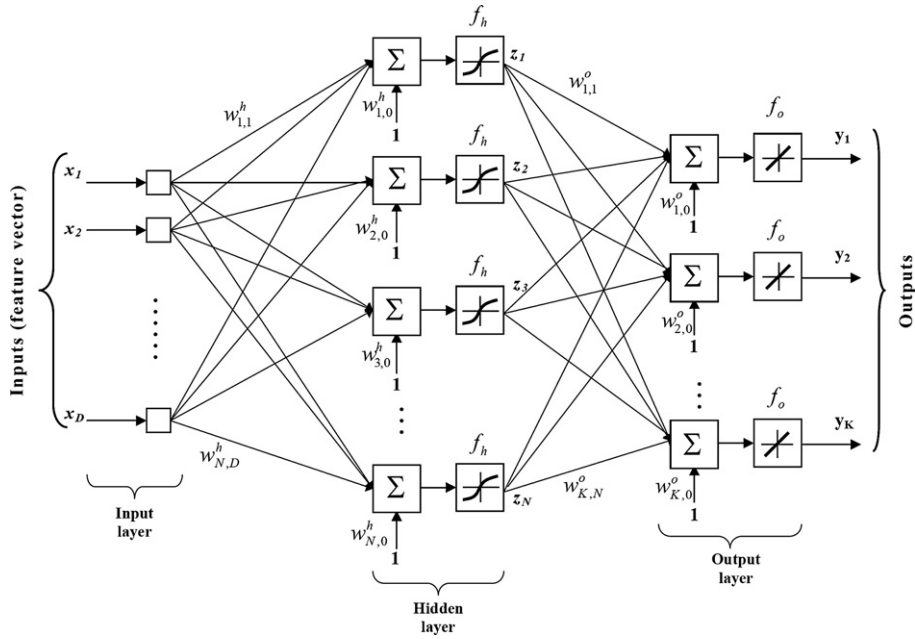 f_h
Σ
z_1
w^h_{1,1}
w^h_{1,0}
1
w^o_{1,1}
f_h
Σ
z_2
w^h_{2,0}
1
f_o
Σ
y_1
w^o_{1,0}
1
Inputs (feature vector)
x_1
x_2
x_D
f_h
Σ
z_3
w^h_{3,0}
1
f_o
Σ
y_2
w^o_{2,0}
1
Outputs
w^h_{N,D}
f_h
Σ
z_N
w^h_{N,0}
1
w^o_{K,N}
f_o
Σ
y_K
w^o_{K,0}
1
Input
layer
Hidden
layer
Output
layer